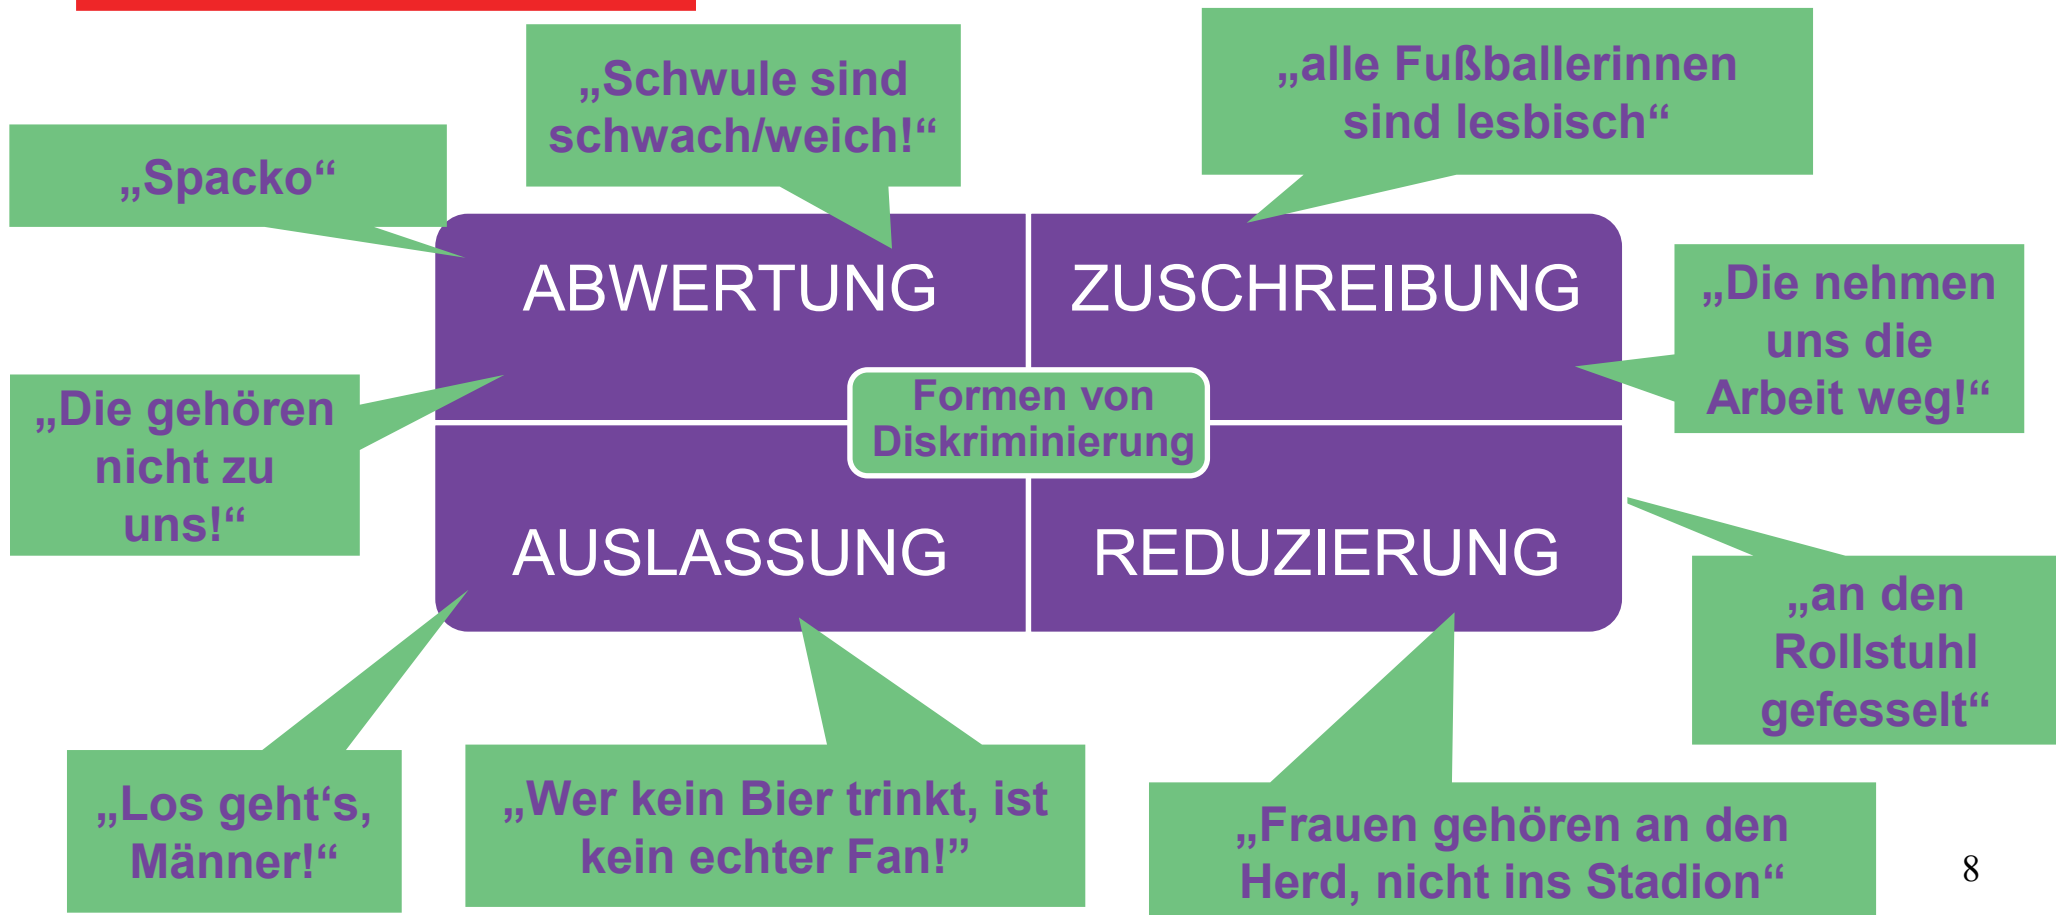 „Schwule sind
schwach/weich!“
„alle Fußballerinnen
sind lesbisch“
„Spacko“
ABWERTUNG
ZUSCHREIBUNG
„Die nehmen
uns die
Arbeit weg!“
„Die gehören
nicht zu
uns!“
Formen von
Diskriminierung
AUSLASSUNG
REDUZIERUNG
„an den
Rollstuhl
gefesselt“
„Los geht‘s,
Männer!“
„Wer kein Bier trinkt, ist
kein echter Fan!”
„Frauen gehören an den
Herd, nicht ins Stadion“
8